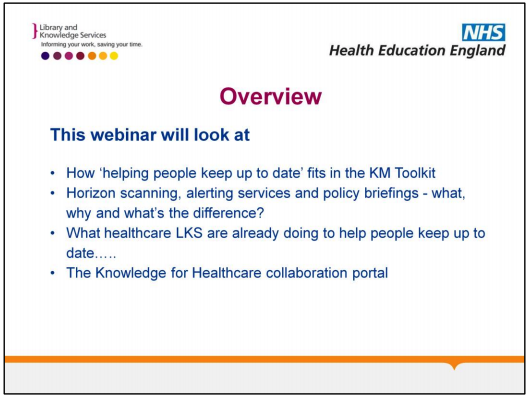 Library and
Knowledge Services
Informing your work, saving your time.
NHS
Health Education England
Overview
This webinar will look at
• How ‘helping people keep up to date’ fits in the KM Toolkit
• Horizon scanning, alerting services and policy briefings - what,
why and what’s the difference?
• What healthcare LKS are already doing to help people keep up to
date…..
• The Knowledge for Healthcare collaboration portal